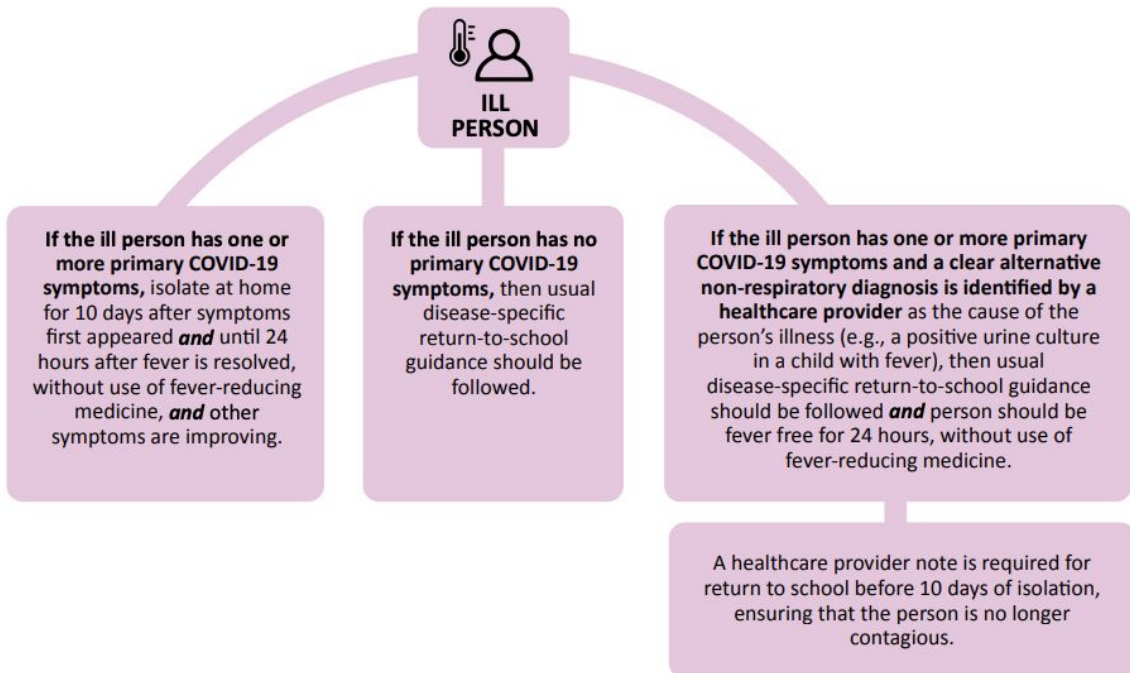 ILL
PERSON
If the ill person has one or
more primary COVID-19
symptoms, isolate at home
for 10 days after symptoms
first appeared and until 24
hours after fever is resolved,
without use of fever-reducing
medicine, and other
symptoms are improving.
If the ill person has no
primary COVID-19
symptoms, then usual
disease-specific
return-to-school
guidance should be
followed.
If the ill person has one or more primary
COVID-19 symptoms and a clear alternative
non-respiratory diagnosis is identified by a
healthcare provider as the cause of the
person's illness (e.g., a positive urine culture
in a child with fever), then usual
disease-specific return-to-school guidance
should be followed and person should be
fever free for 24 hours, without use of
fever-reducing medicine.
A healthcare provider note is required for
return to school before 10 days of isolation,
ensuring that the person is no longer
contagious.